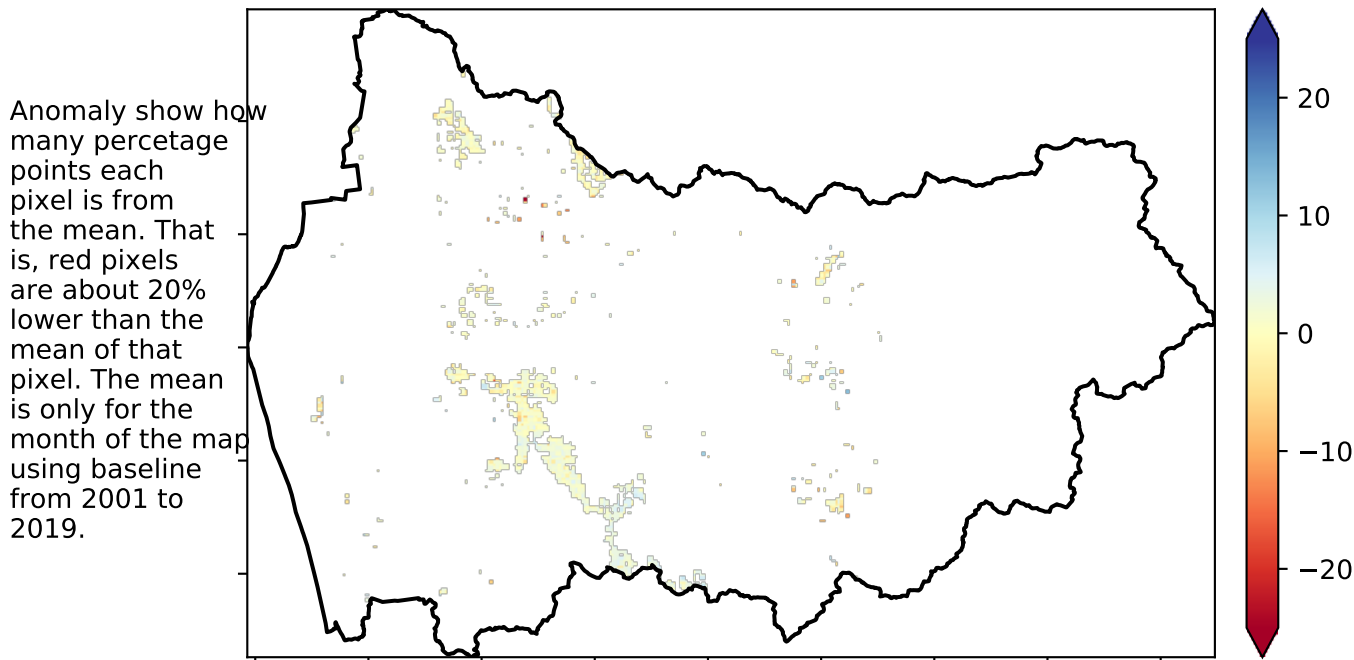 Anomaly show how
many percetage
points each
pixel is from
the mean. That
is, red pixels
are about 20%
lower than the
mean of that
pixel. The mean
is only for the
month of the map
using baseline
from 2001 to
2019.
20
10
0
−10
−20